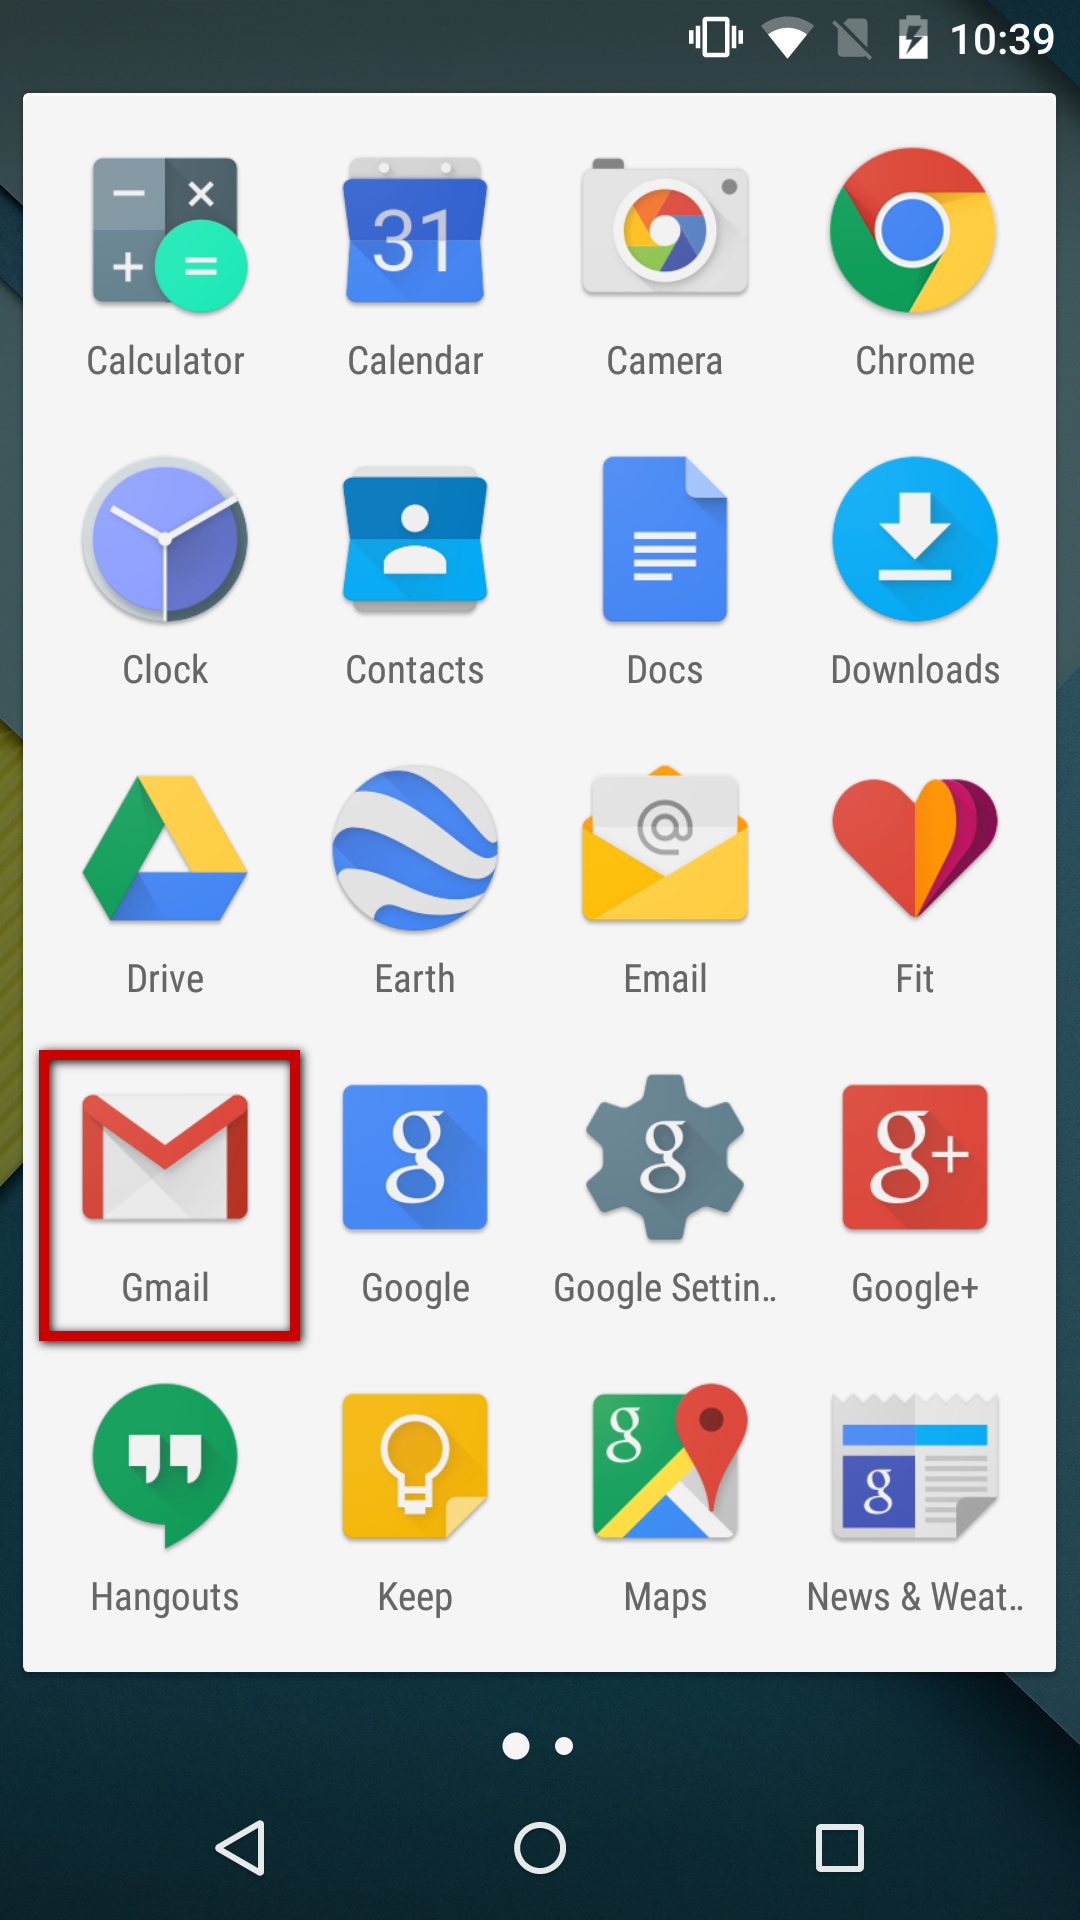 10:39
31
Calculator Calendar Camera Chrome
Clock Contacts Docs Downloads
@
Drive Earth Email Fit
g g g+
Gmail Google Google Settin.. Google+
g g
Hangouts Keep Maps News & Weat..